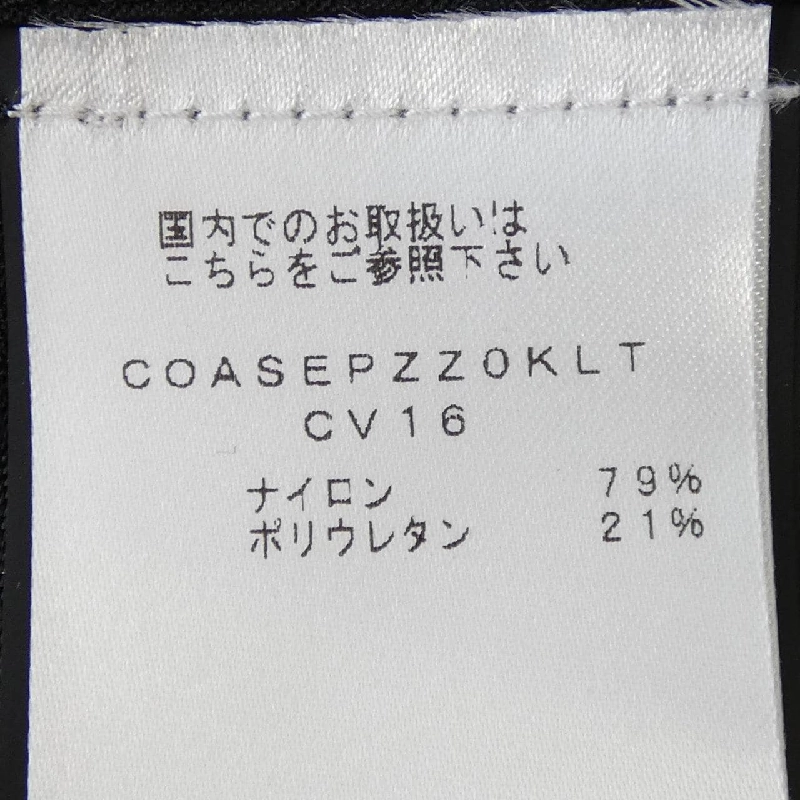 国内でのお取扱いは
こちらをご参照下さい
COASEPZZOKLT
CV16
ナイロン 79%
ポリウレタン 21%